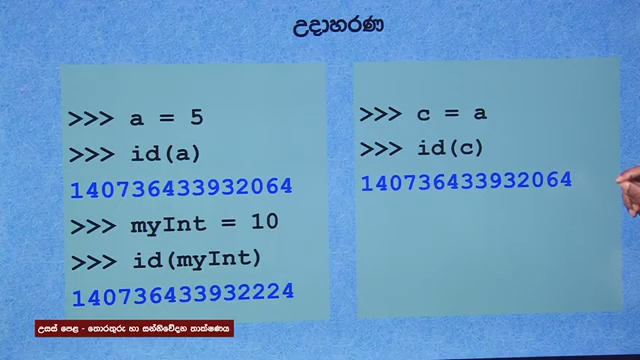 උදාහරණ
>>> a = 5
>>> id(a)
140736433932064
>>> myInt = 10
>>> id(myInt)
140736433932224
>>> c = a
>>> id(c)
140736433932064
උසස් පෙළ - තොරතුරු හා සන්නිවේදන තාක්ෂණය